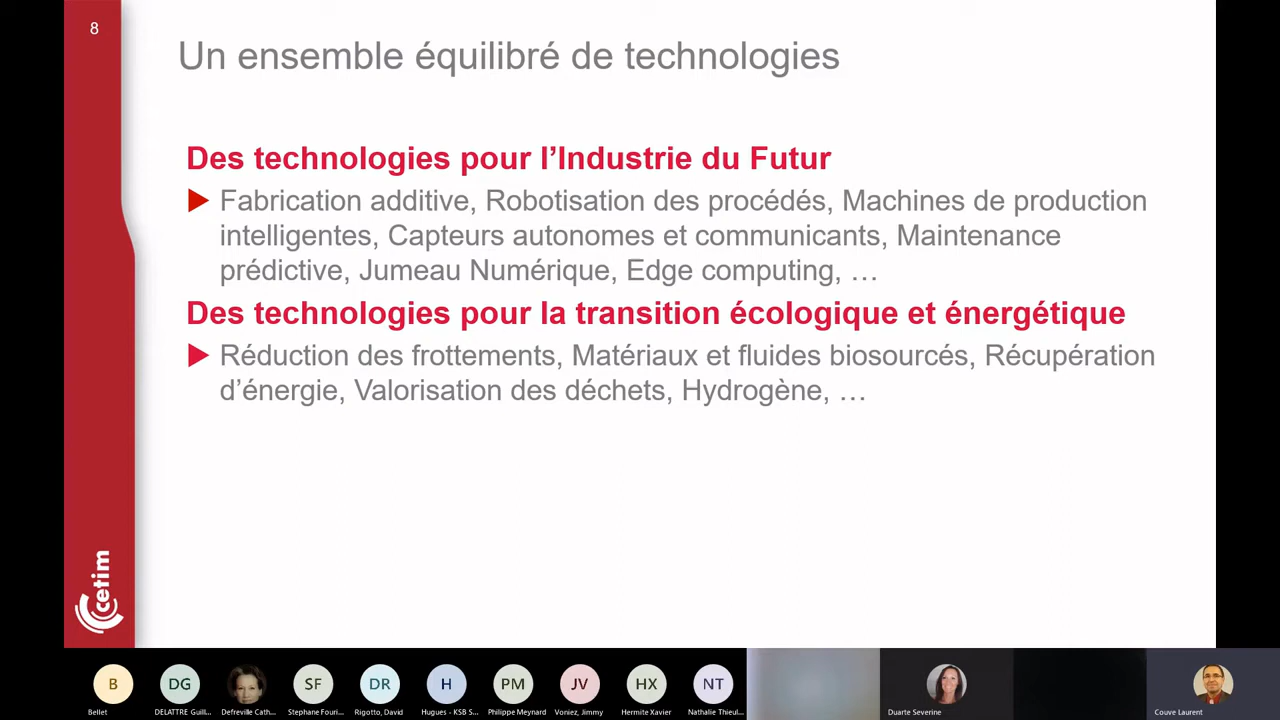 8
Un ensemble équilibré de technologies
Des technologies pour l’Industrie du Futur
Fabrication additive, Robotisation des procédés, Machines de production
intelligentes, Capteurs autonomes et communicants, Maintenance
prédictive, Jumeau Numérique, Edge computing, …
Des technologies pour la transition écologique et énergétique
Réduction des frottements, Matériaux et fluides biosourcés, Récupération
d’énergie, Valorisation des déchets, Hydrogène, …
cetim
B
DG
SF
DR
H
PM
JV
HX
NT
Bellet
DELATTRE Guill...
Defreville Cath...
Stephane Fouri...
Rigotto, David
Hugues - KSB S...
Philippe Meynard
Voniez, Jimmy
Hermite Xavier
Nathalie Thieul...
Duarte Severine
Couve Laurent